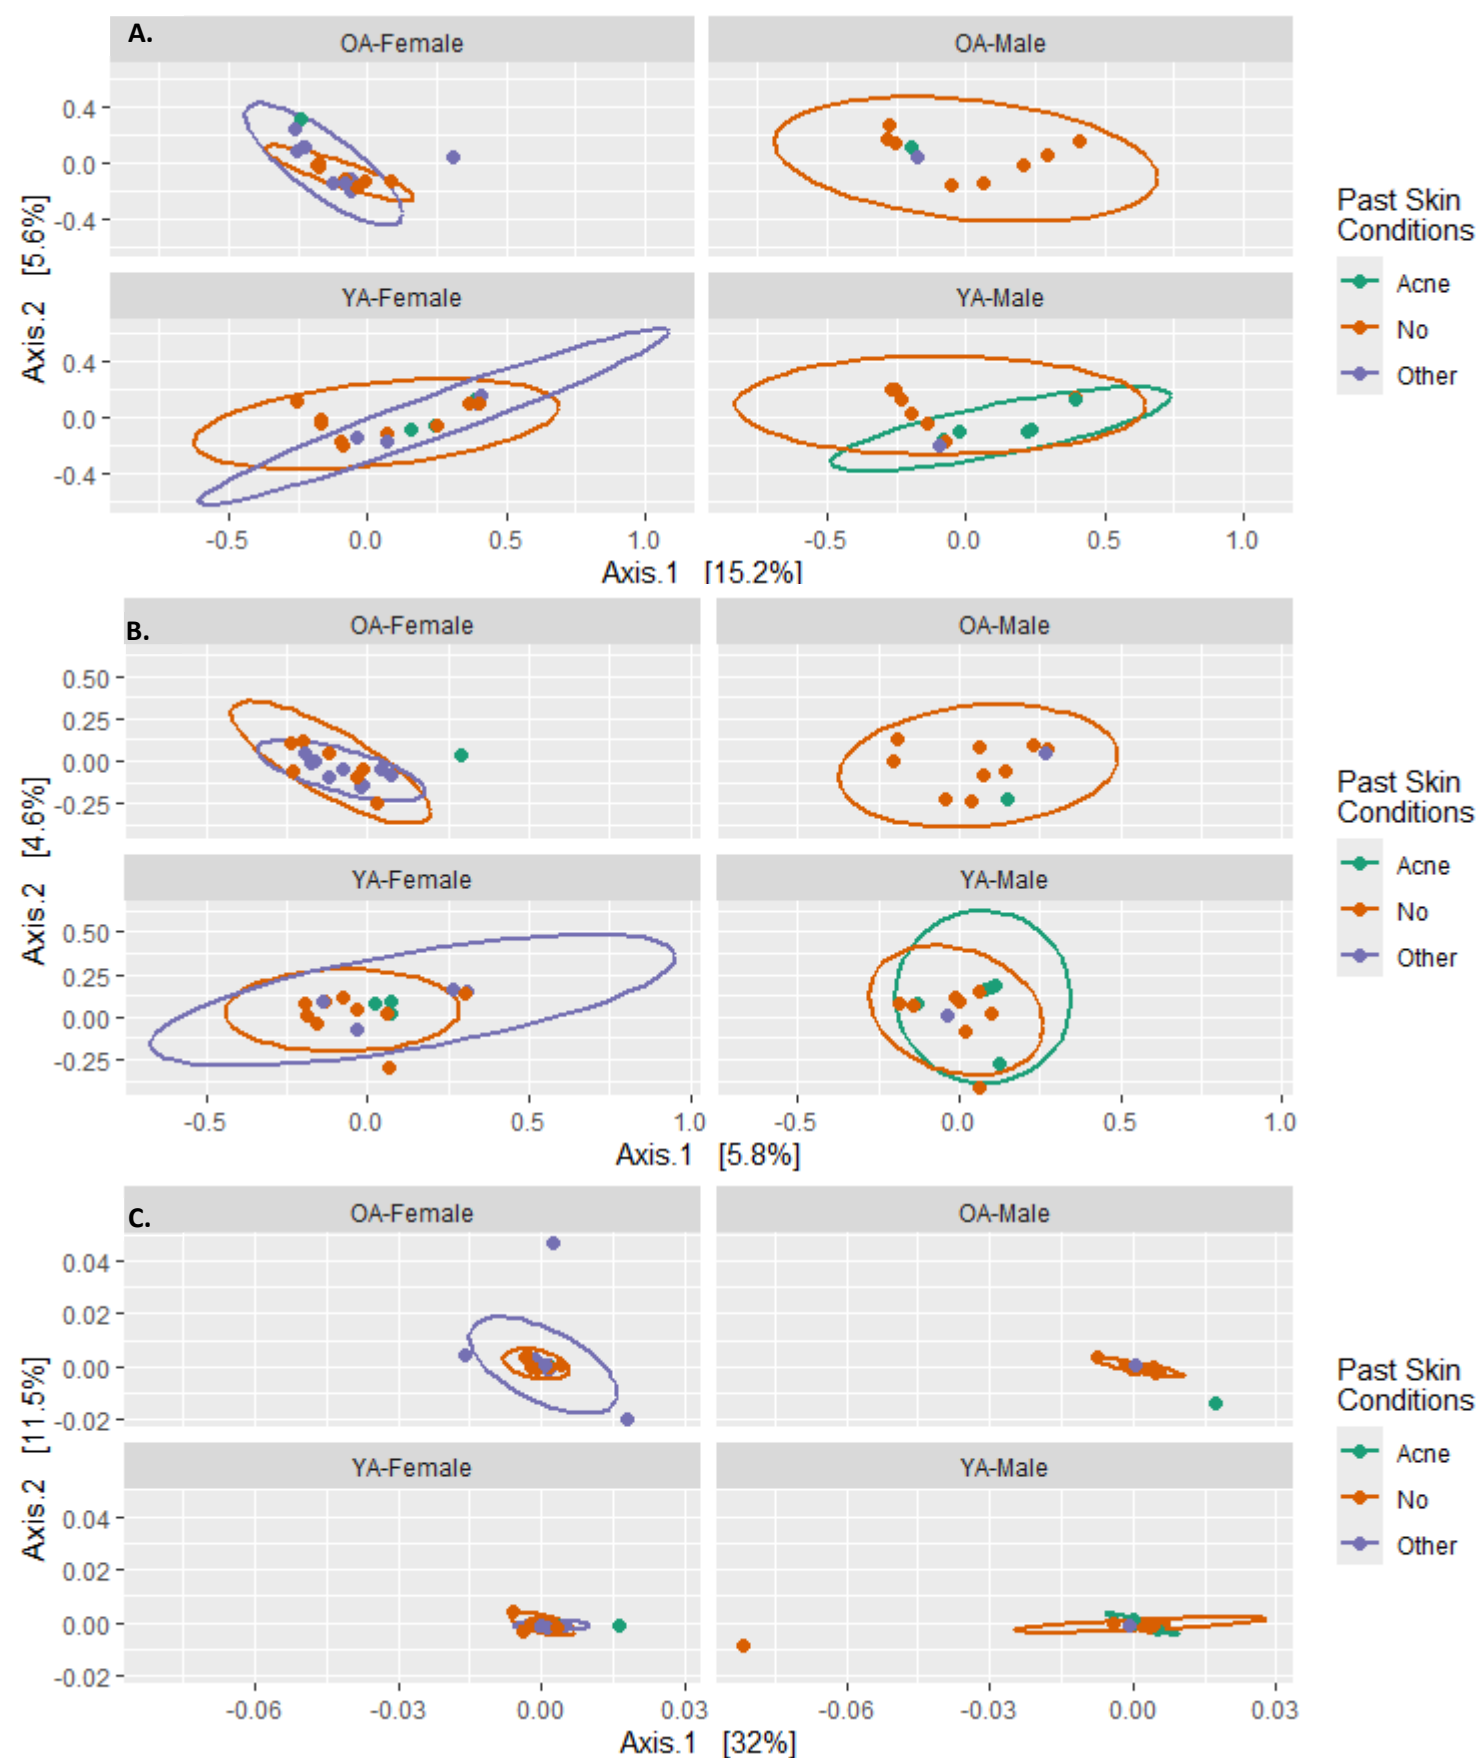 A.
OA-Female
OA-Male
0.4
0.0
-0.4
YA-Female
YA-Male
0.4
0.0
-0.4
-0.5
0.0
0.5
1.0
-0.5
0.0
0.5
1.0
Axis.1 [15.2%]
Axis.2 [5.6%]
Past Skin
Conditions
Acne
No
Other
B.
OA-Female
OA-Male
0.50
0.25
0.00
-0.25
YA-Female
YA-Male
0.50
0.25
0.00
-0.25
-0.5
0.0
0.5
1.0
-0.5
0.0
0.5
1.0
Axis.1 [5.8%]
Axis.2 [4.6%]
Past Skin
Conditions
Acne
No
Other
C.
OA-Female
OA-Male
0.04
0.02
0.00
-0.02
YA-Female
YA-Male
0.04
0.02
0.00
-0.02
-0.06
-0.03
0.00
0.03
-0.06
-0.03
0.00
0.03
Axis.1 [32%]
Axis.2 [11.5%]
Past Skin
Conditions
Acne
No
Other